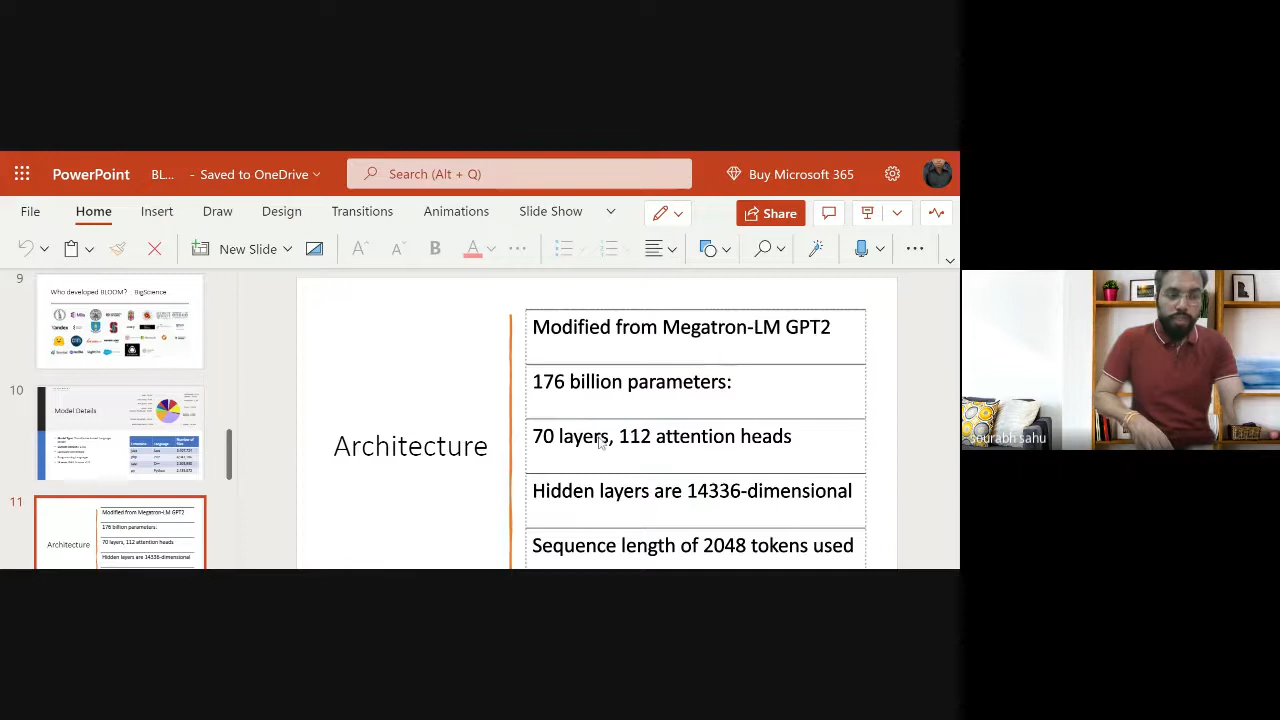 PowerPoint
BL...
- Saved to OneDrive
Search (Alt + Q)
Buy Microsoft 365
File
Home
Insert
Draw
Design
Transitions
Animations
Slide Show
Share
New Slide
9
Who developed BLOOM? BigScience
10
Model Details
11
Architecture
Modified from Megatron-LM GPT2
176 billion parameters:
70 layers, 112 attention heads
Hidden layers are 14336-dimensional
Architecture
Modified from Megatron-LM GPT2
176 billion parameters:
70 layers, 112 attention heads
Hidden layers are 14336-dimensional
Sequence length of 2048 tokens used
sourabh sahu